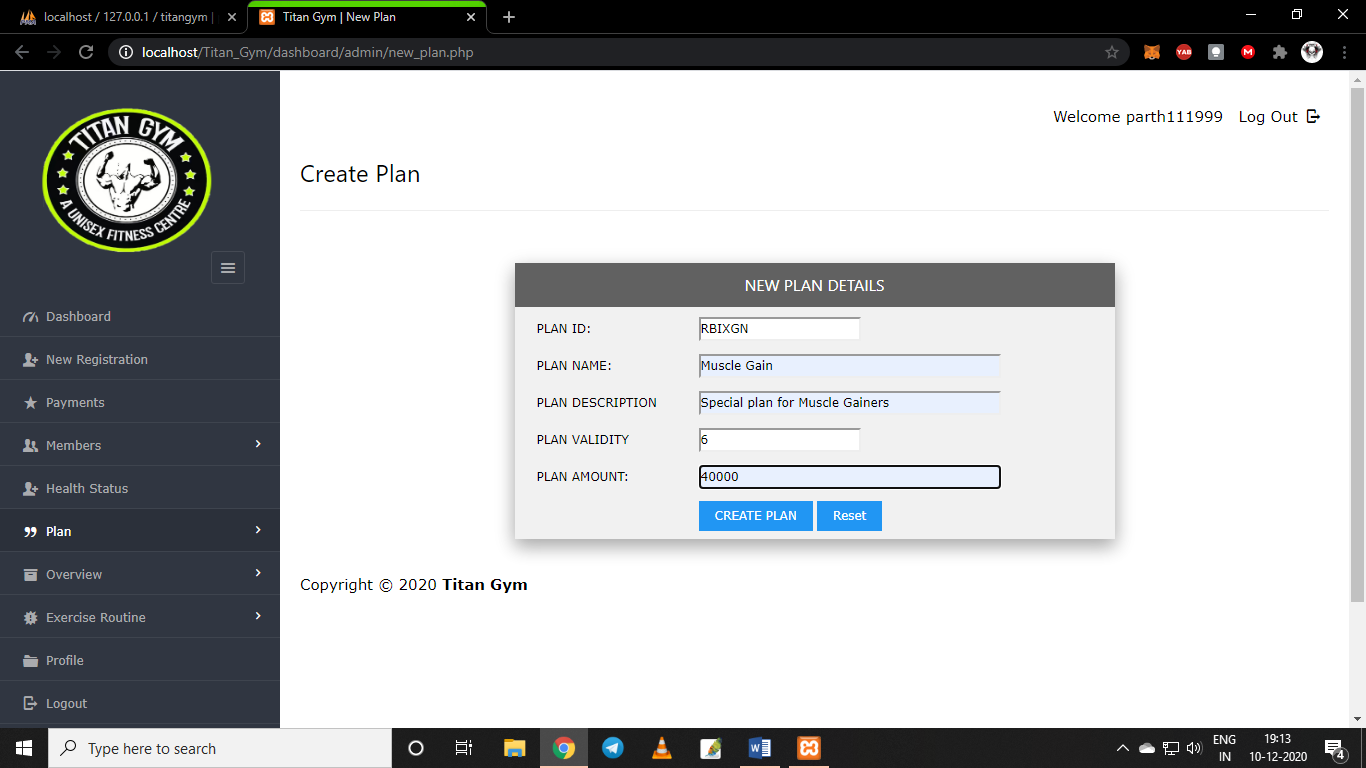 localhost / 127.0.0.1 / titangym |
Titan Gym | New Plan
localhost/Titan_Gym/dashboard/admin/new_plan.php
YAB
M
TITAN GYM
A UNISEX FITNESS CENTRE
Welcome parth111999 Log Out
Create Plan
NEW PLAN DETAILS
PLAN ID: RBIXGN
PLAN NAME: Muscle Gain
PLAN DESCRIPTION Special plan for Muscle Gainers
PLAN VALIDITY 6
PLAN AMOUNT: 40000
CREATE PLAN Reset
Copyright © 2020 Titan Gym
Dashboard
New Registration
Payments
Members
Health Status
Plan
Overview
Exercise Routine
Profile
Logout
Type here to search
ENG
IN
19:13
10-12-2020
4